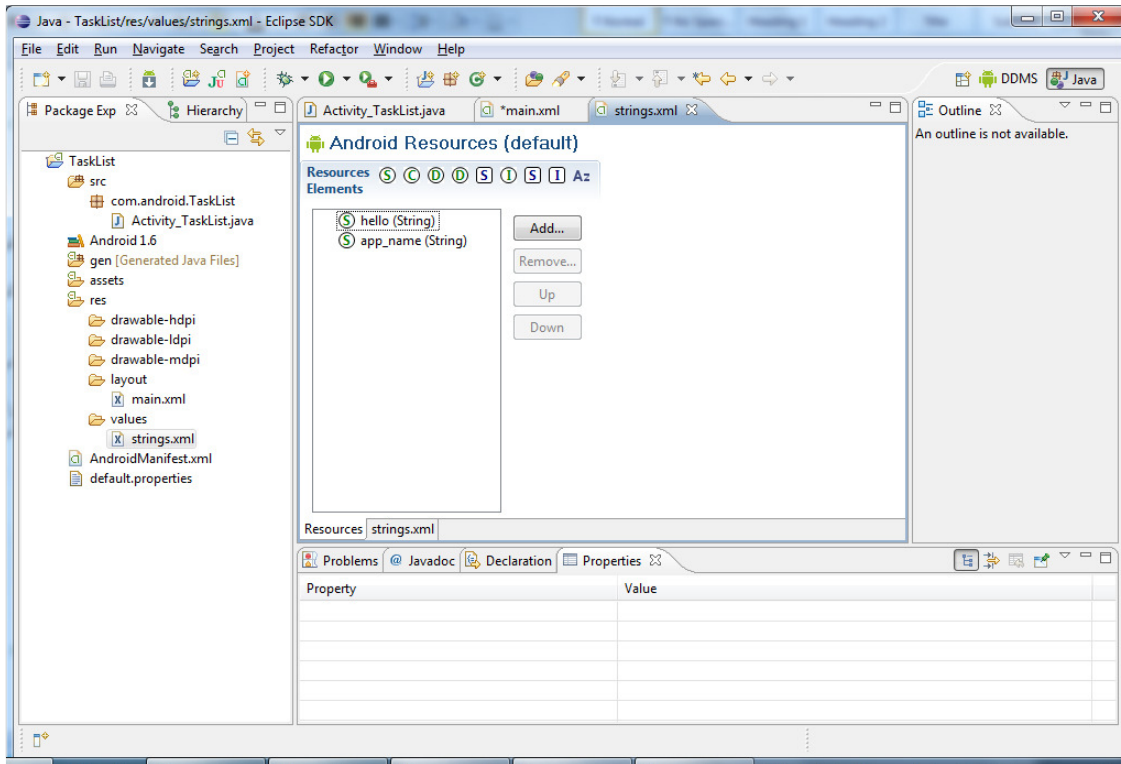 Java - TaskList/res/values/strings.xml - Eclipse SDK
File Edit Run Navigate Search Project Refactor Window Help
DDMS Java
Package Exp Hierarchy
Activity_TaskList.java *main.xml strings.xml
Outline
An outline is not available.
TaskList
src
com.android.TaskList
Activity_TaskList.java
Android 1.6
gen [Generated Java Files]
assets
res
drawable-hdpi
drawable-ldpi
drawable-mdpi
layout
main.xml
values
strings.xml
AndroidManifest.xml
default.properties
Android Resources (default)
Resources Elements S C D D S I S I Az
S hello (String)
S app_name (String)
Add...
Remove...
Up
Down
Resources strings.xml
Problems @ Javadoc Declaration Properties
Property Value